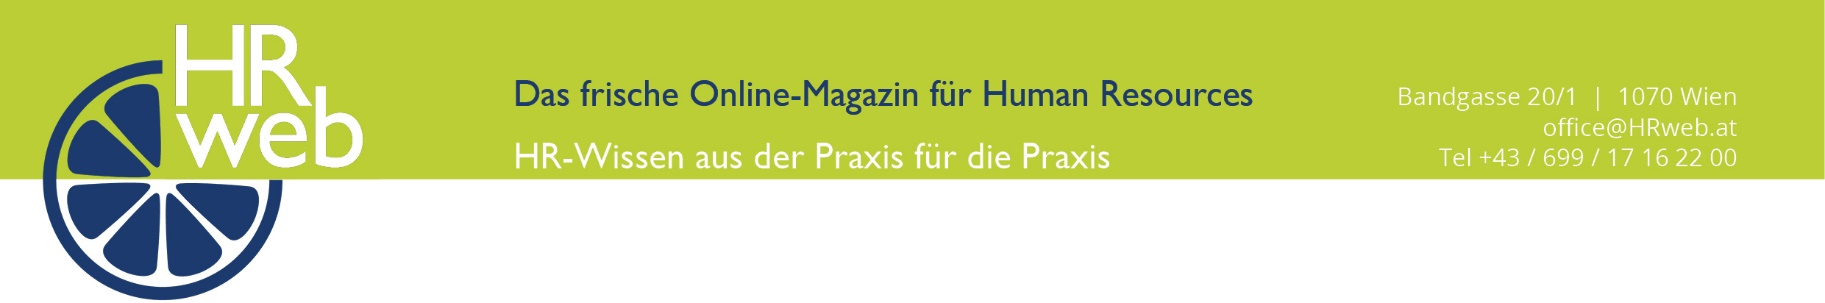 HR
web
Das frische Online-Magazin für Human Resources
HR-Wissen aus der Praxis für die Praxis
Bandgasse 20/1 | 1070 Wien
office@HRweb.at
Tel +43 / 699 / 17 16 22 00